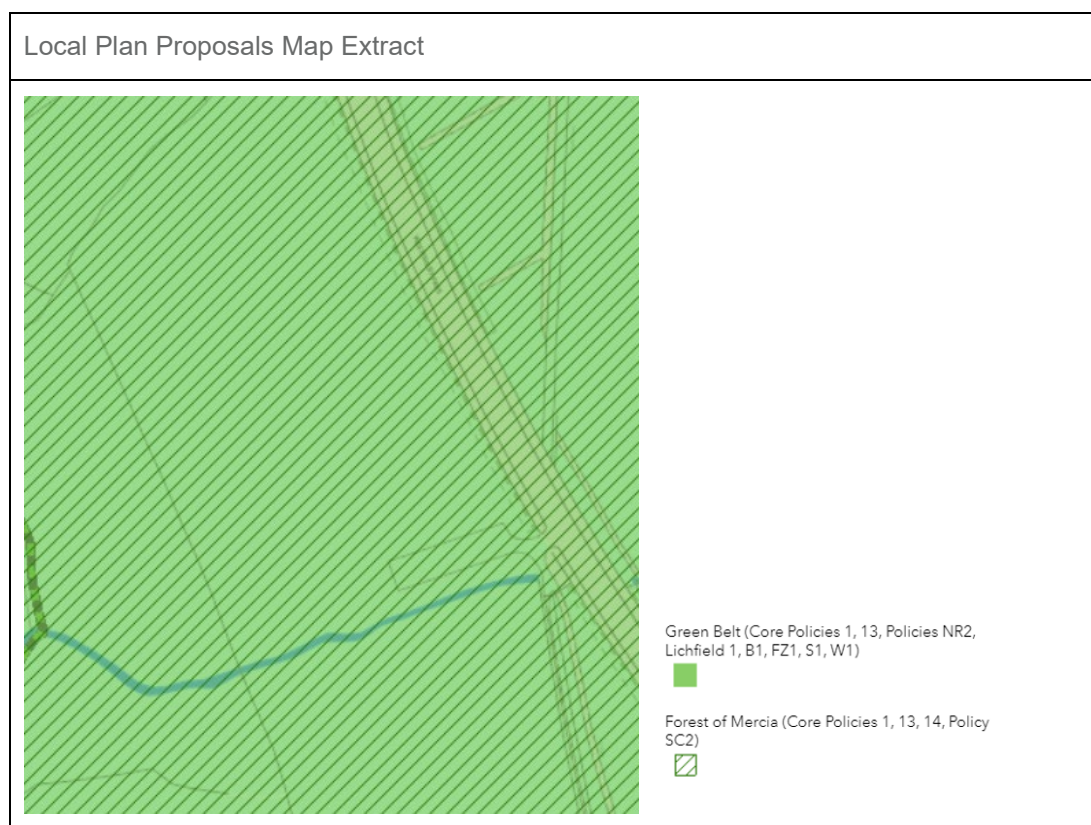 Local Plan Proposals Map Extract
Green Belt (Core Policies 1, 13, Policies NR2,
Lichfield 1, B1, FZ1, S1, W1)
Forest of Mercia (Core Policies 1, 13, 14, Policy
SC2)